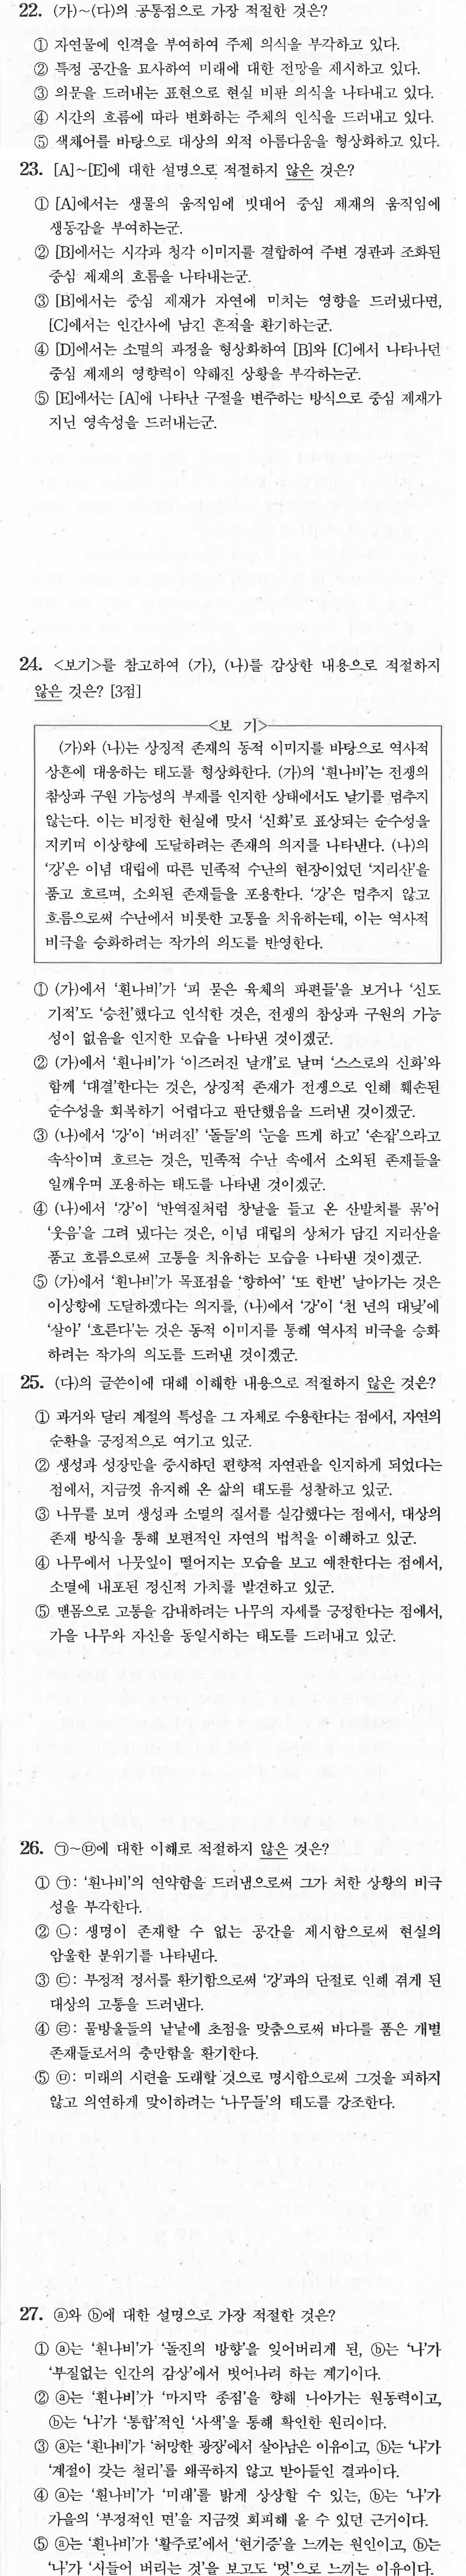 22. (가)~(다)의 공통점으로 가장 적절한 것은?
① 자연물에 인격을 부여하여 주제 의식을 부각하고 있다.
② 특정 공간을 묘사하여 미래에 대한 전망을 제시하고 있다.
③ 의문을 드러내는 표현으로 현실 비판 의식을 나타내고 있다.
④ 시간의 흐름에 따라 변화하는 주체의 인식을 드러내고 있다.
⑤ 색채어를 바탕으로 대상의 외적 아름다움을 형상화하고 있다.
23. [A]~[E]에 대한 설명으로 적절하지 않은 것은?
① [A]에서는 생물의 움직임에 빗대어 중심 제재의 움직임에
생동감을 부여하는군.
② [B]에서는 시각과 청각 이미지를 결합하여 주변 경관과 조화된
중심 제재의 흐름을 나타내는군.
③ [B]에서는 중심 제재가 자연에 미치는 영향을 드러냈다면,
[C]에서는 인간사에 남긴 흔적을 환기하는군.
④ [D]에서는 소멸의 과정을 형상화하여 [B]와 [C]에서 나타나던
중심 제재의 영향력이 약해진 상황을 부각하는군.
⑤ [E]에서는 [A]에 나타난 구절을 변주하는 방식으로 중심 제재가
지닌 영속성을 드러내는군.
24. <보기>를 참고하여 (가), (나)를 감상한 내용으로 적절하지
않은 것은? [3점]
<보 기>
(가)와 (나)는 상징적 존재의 동적 이미지를 바탕으로 역사적
상흔에 대응하는 태도를 형상화한다. (가)의 ‘흰나비’는 전쟁의
참상과 구원 가능성의 부재를 인지한 상태에서도 날기를 멈추지
않는다. 이는 비정한 현실에 맞서 ‘신화’로 표상되는 순수성을
지키며 이상향에 도달하려는 존재의 의지를 나타낸다. (나)의
‘강’은 이념 대립에 따른 민족적 수난의 현장이었던 ‘지리산’을
품고 흐르며, 소외된 존재들을 포용한다. ‘강’은 멈추지 않고
흐름으로써 수난에서 비롯한 고통을 치유하는데, 이는 역사적
비극을 승화하려는 작가의 의도를 반영한다.
① (가)에서 ‘흰나비’가 ‘피 묻은 육체의 파편들’을 보거나 ‘신도
기적’도 ‘승천’했다고 인식한 것은, 전쟁의 참상과 구원의 가능
성이 없음을 인지한 모습을 나타낸 것이겠군.
② (가)에서 ‘흰나비’가 ‘이즈러진 날개’로 날며 ‘스스로의 신화’와
함께 ‘대결’한다는 것은, 상징적 존재가 전쟁으로 인해 훼손된
순수성을 회복하기 어렵다고 판단했음을 드러낸 것이겠군.
③ (나)에서 ‘강’이 ‘버려진’ ‘돌들’의 ‘눈을 뜨게 하고’ ‘손잡’으라고
속삭이며 흐르는 것은, 민족적 수난 속에서 소외된 존재들을
일깨우며 포용하는 태도를 나타낸 것이겠군.
④ (나)에서 ‘강’이 ‘반역질처럼 창날을 들고 온 산발치를 묶’어
‘웃음’을 그려 냈다는 것은, 이념 대립의 상처가 담긴 지리산을
품고 흐름으로써 고통을 치유하는 모습을 나타낸 것이겠군.
⑤ (가)에서 ‘흰나비’가 목표점을 ‘향하여’ ‘또 한번’ 날아가는 것은
이상향에 도달하겠다는 의지를, (나)에서 ‘강’이 ‘천 년의 대낮’에
‘살아’ ‘흐른다’는 것은 동적 이미지를 통해 역사적 비극을 승화
하려는 작가의 의도를 드러낸 것이겠군.
25. (다)의 글쓴이에 대해 이해한 내용으로 적절하지 않은 것은?
① 과거와 달리 계절의 특성을 그 자체로 수용한다는 점에서, 자연의
순환을 긍정적으로 여기고 있군.
② 생성과 성장만을 중시하던 편향적 자연관을 인지하게 되었다는
점에서, 지금껏 유지해 온 삶의 태도를 성찰하고 있군.
③ 나무를 보며 생성과 소멸의 질서를 실감했다는 점에서, 대상의
존재 방식을 통해 보편적인 자연의 법칙을 이해하고 있군.
④ 나무에서 나뭇잎이 떨어지는 모습을 보고 예찬한다는 점에서,
소멸에 내포된 정신적 가치를 발견하고 있군.
⑤ 맨몸으로 고통을 감내하려는 나무의 자세를 긍정한다는 점에서,
가을 나무와 자신을 동일시하는 태도를 드러내고 있군.
26. ㉠~㉤에 대한 이해로 적절하지 않은 것은?
① ㉠: ‘흰나비’의 연약함을 드러냄으로써 그가 처한 상황의 비극
성을 부각한다.
② ㉡: 생명이 존재할 수 없는 공간을 제시함으로써 현실의
암울한 분위기를 나타낸다.
③ ㉢: 부정적 정서를 환기함으로써 ‘강’과의 단절로 인해 겪게 된
대상의 고통을 드러낸다.
④ ㉣: 물방울들의 낱낱에 초점을 맞춤으로써 바다를 품은 개별
존재들로서의 충만함을 환기한다.
⑤ ㉤: 미래의 시련을 도래할 것으로 명시함으로써 그것을 피하지
않고 의연하게 맞이하려는 ‘나무들’의 태도를 강조한다.
27. ⓐ와 ⓑ에 대한 설명으로 가장 적절한 것은?
① ⓐ는 ‘흰나비’가 ‘돌진의 방향’을 잊어버리게 된, ⓑ는 ‘나’가
‘부질없는 인간의 감상’에서 벗어나려 하는 계기이다.
② ⓐ는 ‘흰나비’가 ‘마지막 종점’을 향해 나아가는 원동력이고,
ⓑ는 ‘나’가 ‘통합’적인 ‘사색’을 통해 확인한 원리이다.
③ ⓐ는 ‘흰나비’가 ‘허망한 광장’에서 살아남은 이유이고, ⓑ는 ‘나’가
‘계절이 갖는 철리’를 왜곡하지 않고 받아들인 결과이다.
④ ⓐ는 ‘흰나비’가 ‘미래’를 밝게 상상할 수 있는, ⓑ는 ‘나’가
가을의 ‘부정적인 면’을 지금껏 회피해 올 수 있던 근거이다.
⑤ ⓐ는 ‘흰나비’가 ‘활주로’에서 ‘현기증’을 느끼는 원인이고, ⓑ는
‘나’가 ‘시들어 버리는 것’을 보고도 ‘멋’으로 느끼는 이유이다.